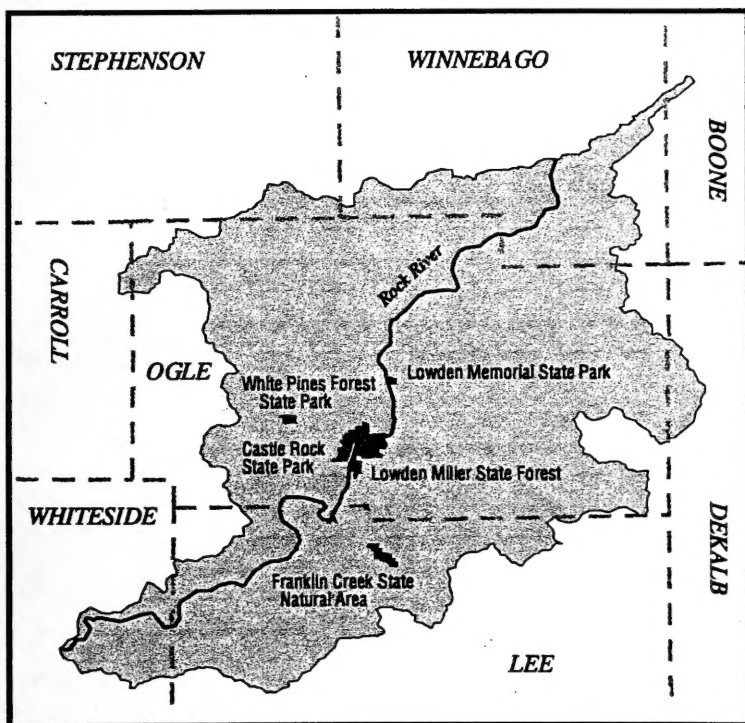 STEPHENSON
WINNEBAGO
BOONE
Rock River
CARROLL
OGLE
White Pines Forest
State Park
Lowden Memorial State Park
Castle Rock
State Park
Lowden Miller State Forest
WHITESIDE
DEKALB
Franklin Creek State
Natural Area
LEE